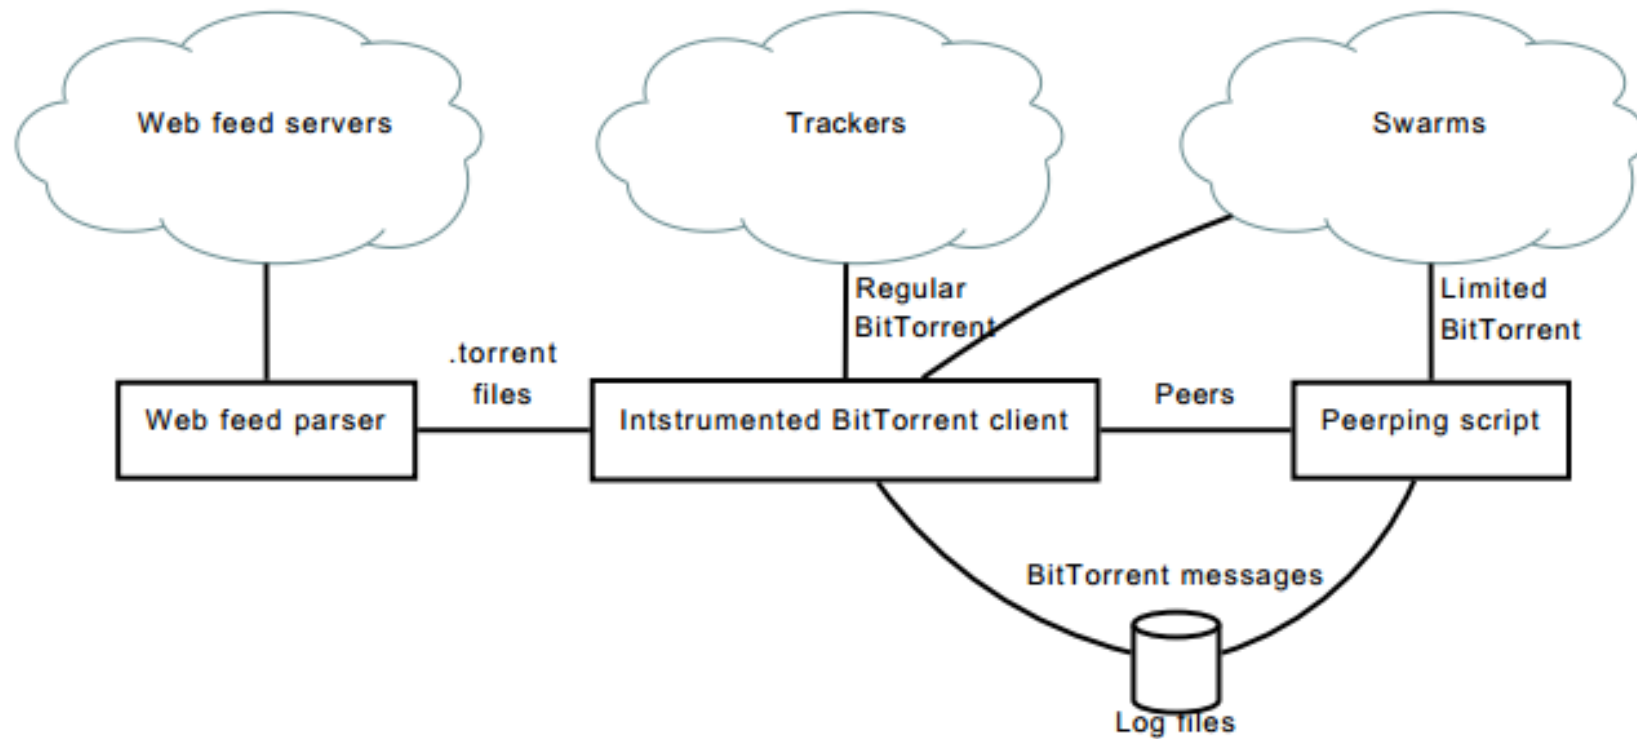 Web feed servers
Trackers
Swarms
Regular
BitTorrent
Limited
BitTorrent
.torrent
files
Web feed parser
Intstrumented BitTorrent client
Peers
Peerping script
BitTorrent messages
Log files